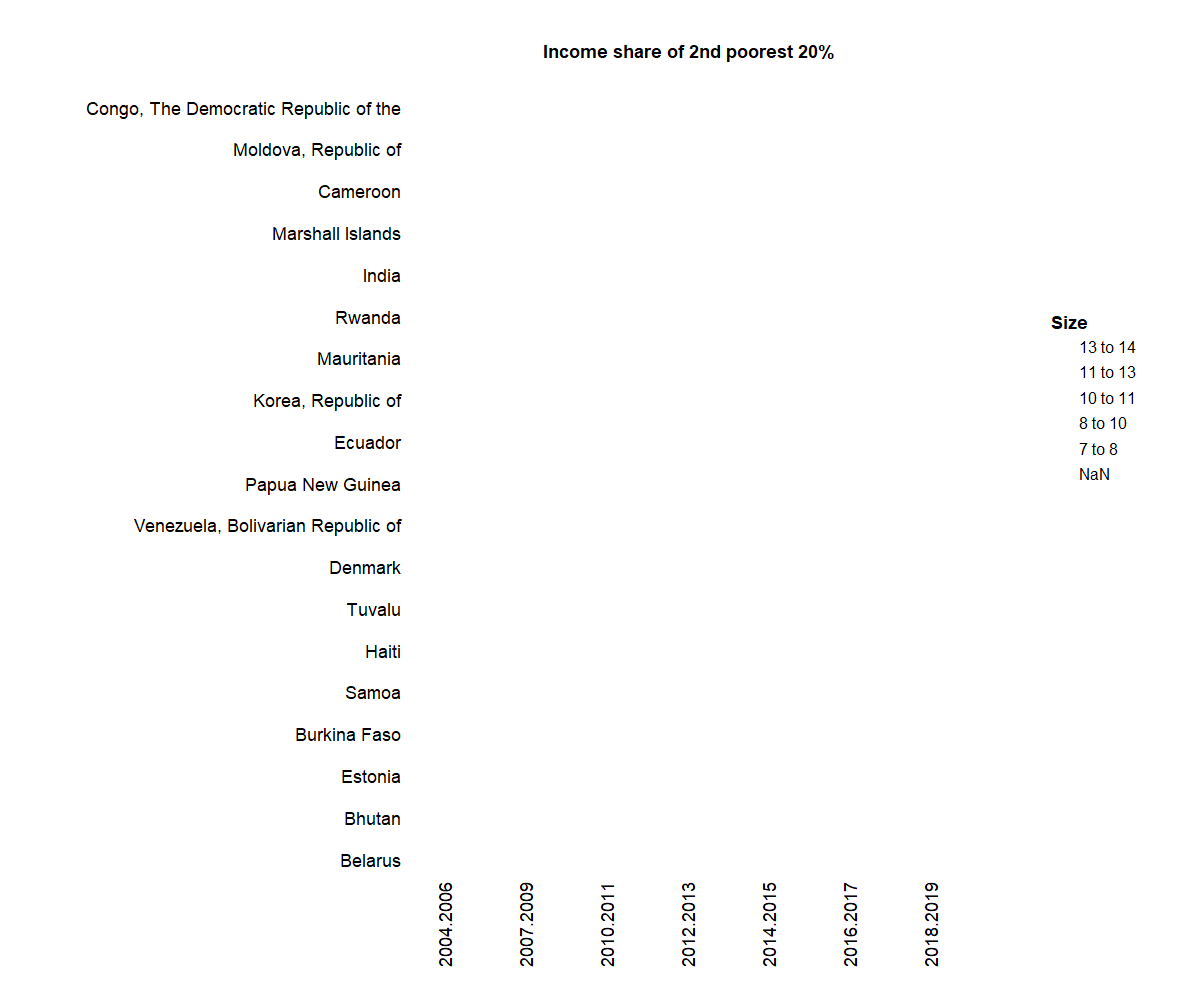 Income share of 2nd poorest 20%
Congo, The Democratic Republic of the
Moldova, Republic of
Cameroon
Marshall Islands
India
Rwanda
Mauritania
Korea, Republic of
Ecuador
Papua New Guinea
Venezuela, Bolivarian Republic of
Denmark
Tuvalu
Haiti
Samoa
Burkina Faso
Estonia
Bhutan
Belarus
2004.2006
2007.2009
2010.2011
2012.2013
2014.2015
2016.2017
2018.2019
Size
13 to 14
11 to 13
10 to 11
8 to 10
7 to 8
NaN